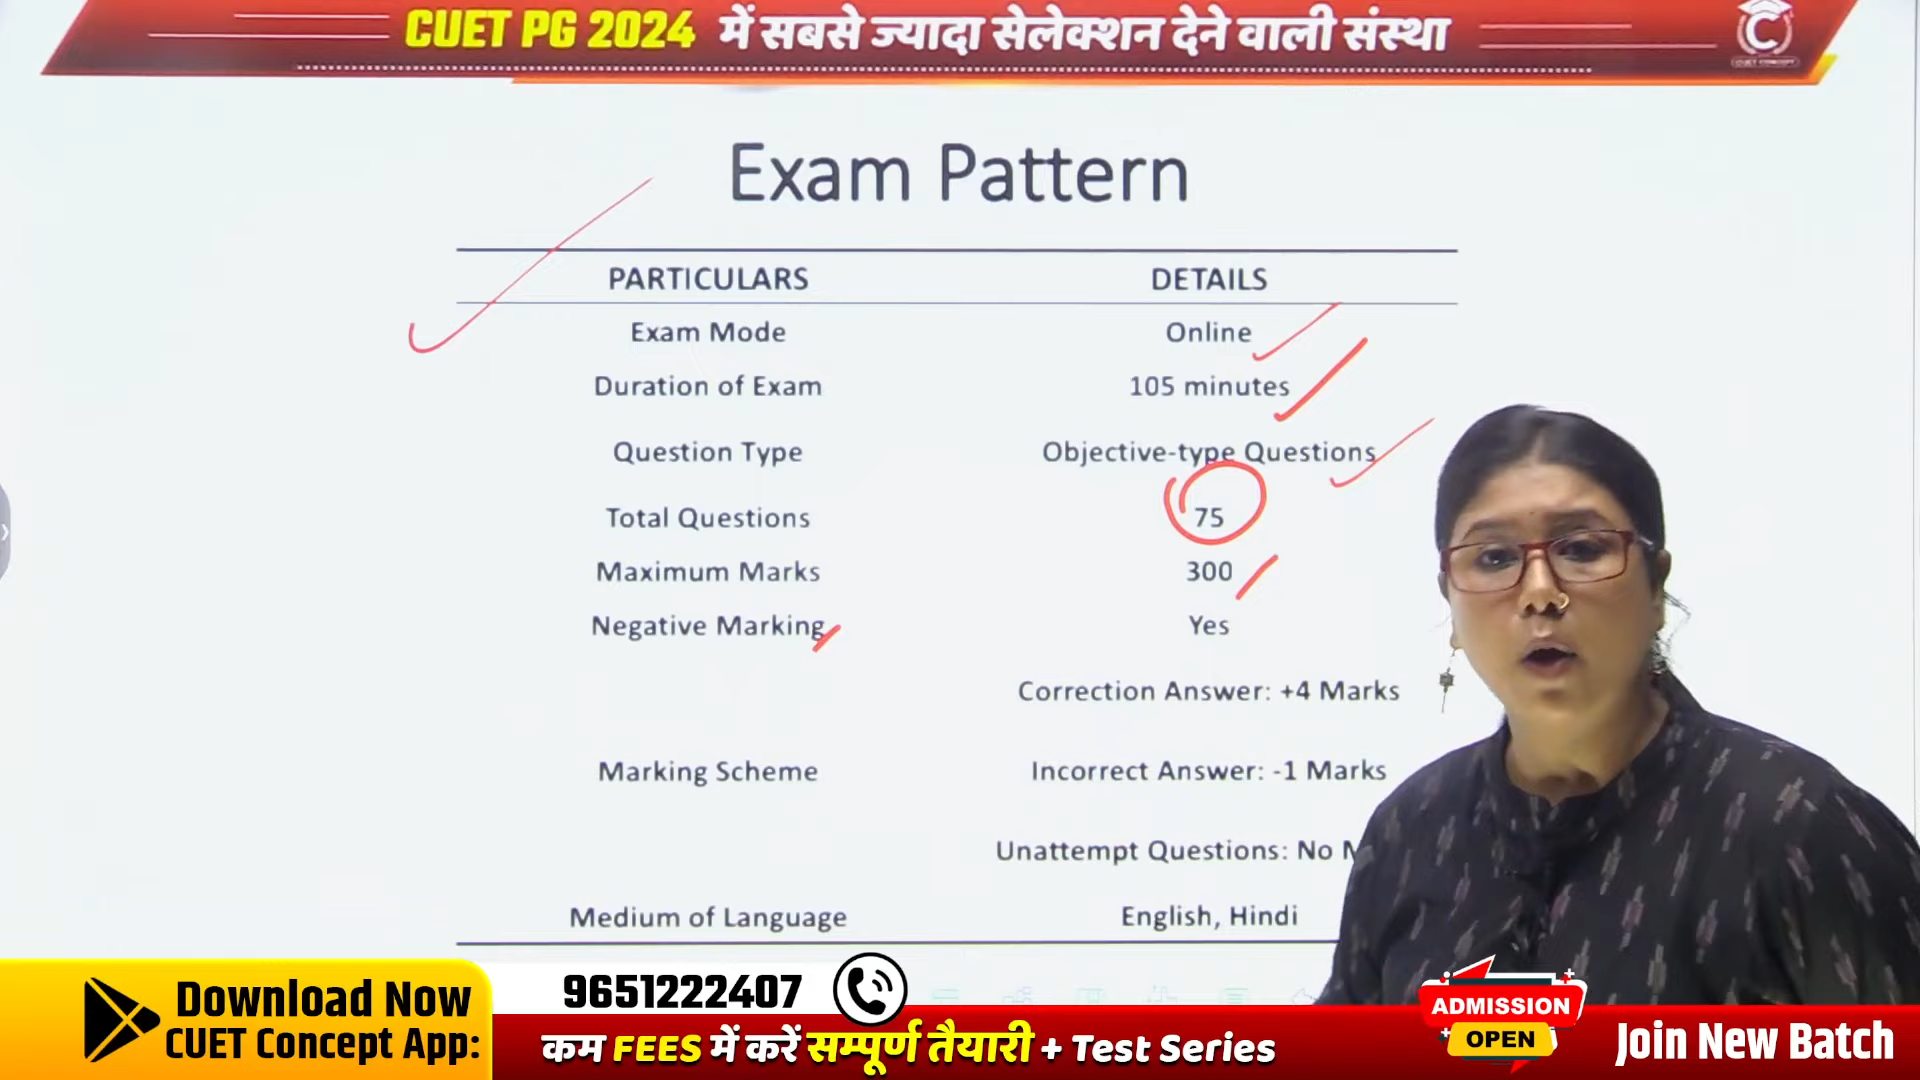 CUET PG 2024 में सबसे ज्यादा सेलेक्शन देने वाली संस्था
C
CUET CONCEPT
Exam Pattern
PARTICULARS DETAILS
Exam Mode Online
Duration of Exam 105 minutes
Question Type Objective-type Questions
Total Questions 75
Maximum Marks 300
Negative Marking Yes
Correction Answer: +4 Marks
Marking Scheme Incorrect Answer: -1 Marks
Unattempt Questions: No
Medium of Language English, Hindi
Download Now
CUET Concept App:
9651222407
कम FEES में करें सम्पूर्ण तैयारी + Test Series
ADMISSION
OPEN
Join New Batch